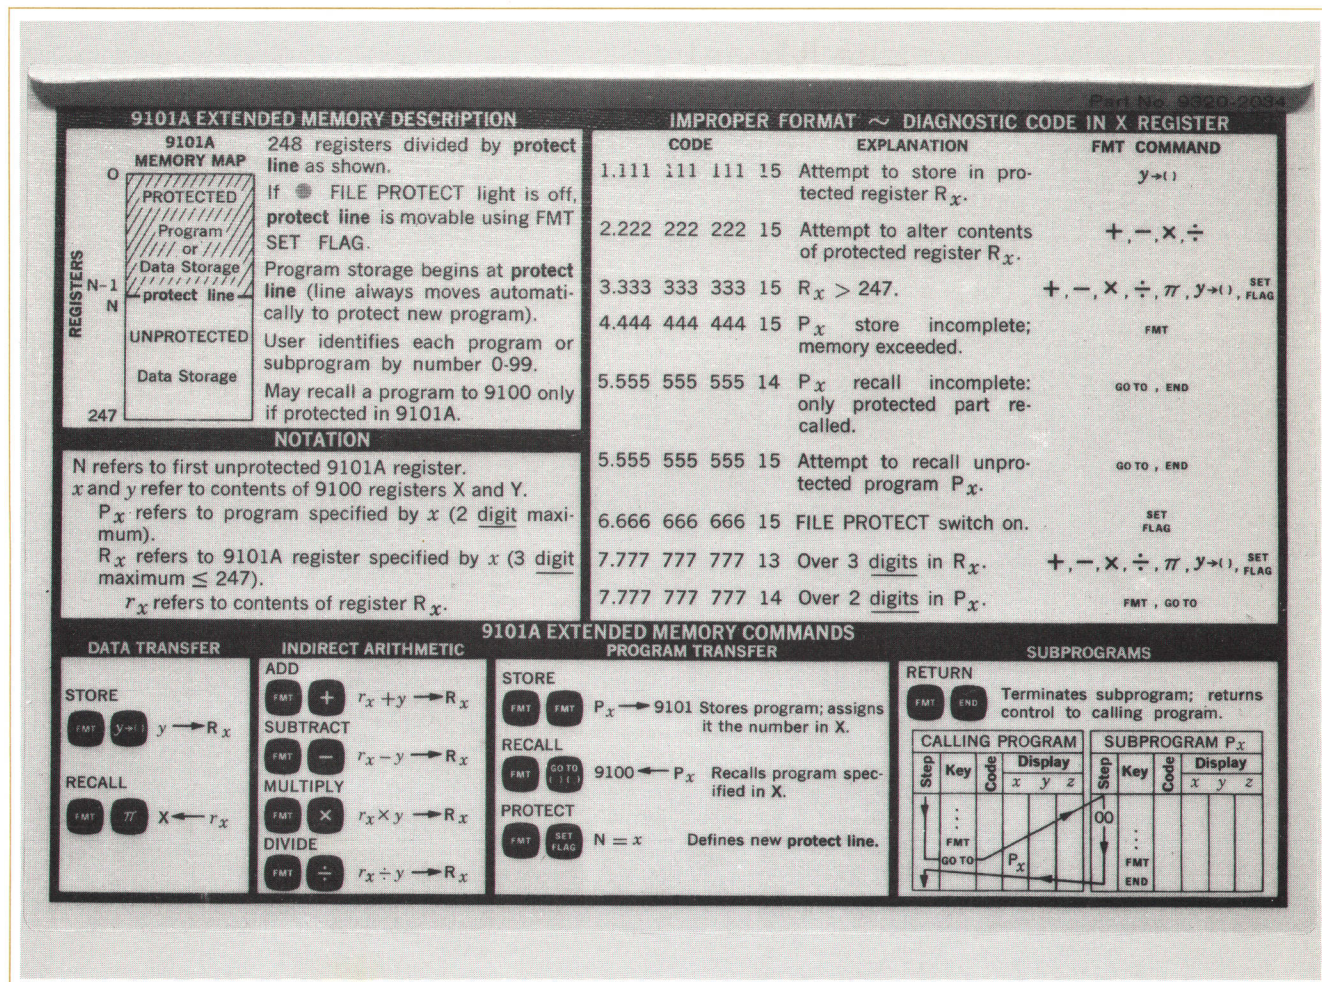 Part No. 9320-2034
9101A EXTENDED MEMORY DESCRIPTION
9101A
MEMORY MAP
0
PROTECTED
Program
or
Data Storage
REGISTERS
N-1
protect line
N
UNPROTECTED
Data Storage
247
248 registers divided by protect
line as shown.
If FILE PROTECT light is off,
protect line is movable using FMT
SET FLAG.
Program storage begins at protect
line (line always moves automati-
cally to protect new program).
User identifies each program or
subprogram by number 0-99.
May recall a program to 9100 only
if protected in 9101A.
NOTATION
N refers to first unprotected 9101A register.
x and y refer to contents of 9100 registers X and Y.
Px refers to program specified by x (2 digit maxi-
mum).
Rx refers to 9101A register specified by x (3 digit
maximum ≤ 247).
rx refers to contents of register Rx.
IMPROPER FORMAT ~ DIAGNOSTIC CODE IN X REGISTER
CODE EXPLANATION FMT COMMAND
1.111 111 111 15 Attempt to store in pro- y→( )
tected register Rx.
2.222 222 222 15 Attempt to alter contents +,−,×,÷
of protected register Rx.
3.333 333 333 15 Rx > 247. +,−,×,÷,π,y→( ), SET FLAG
4.444 444 444 15 Px store incomplete; FMT
memory exceeded.
5.555 555 555 14 Px recall incomplete: GO TO , END
only protected part re-
called.
5.555 555 555 15 Attempt to recall unpro- GO TO , END
tected program Px.
6.666 666 666 15 FILE PROTECT switch on. SET FLAG
7.777 777 777 13 Over 3 digits in Rx. +,−,×,÷,π,y→( ), SET FLAG
7.777 777 777 14 Over 2 digits in Px. FMT , GO TO
9101A EXTENDED MEMORY COMMANDS
DATA TRANSFER
STORE
FMT y→( ) y → Rx
RECALL
FMT π X ← rx
INDIRECT ARITHMETIC
ADD
FMT + rx + y → Rx
SUBTRACT
FMT − rx − y → Rx
MULTIPLY
FMT × rx × y → Rx
DIVIDE
FMT ÷ rx ÷ y → Rx
PROGRAM TRANSFER
STORE
FMT FMT Px → 9101 Stores program; assigns
it the number in X.
RECALL
FMT GO TO ( ) ( ) 9100 ← Px Recalls program spec-
ified in X.
PROTECT
FMT SET FLAG N = x Defines new protect line.
SUBPROGRAMS
RETURN
FMT END Terminates subprogram; returns
control to calling program.
CALLING PROGRAM
Step Key Code Display
x y z
⋮
FMT
GO TO Px
SUBPROGRAM Px
Step Key Code Display
x y z
00
⋮
FMT
END